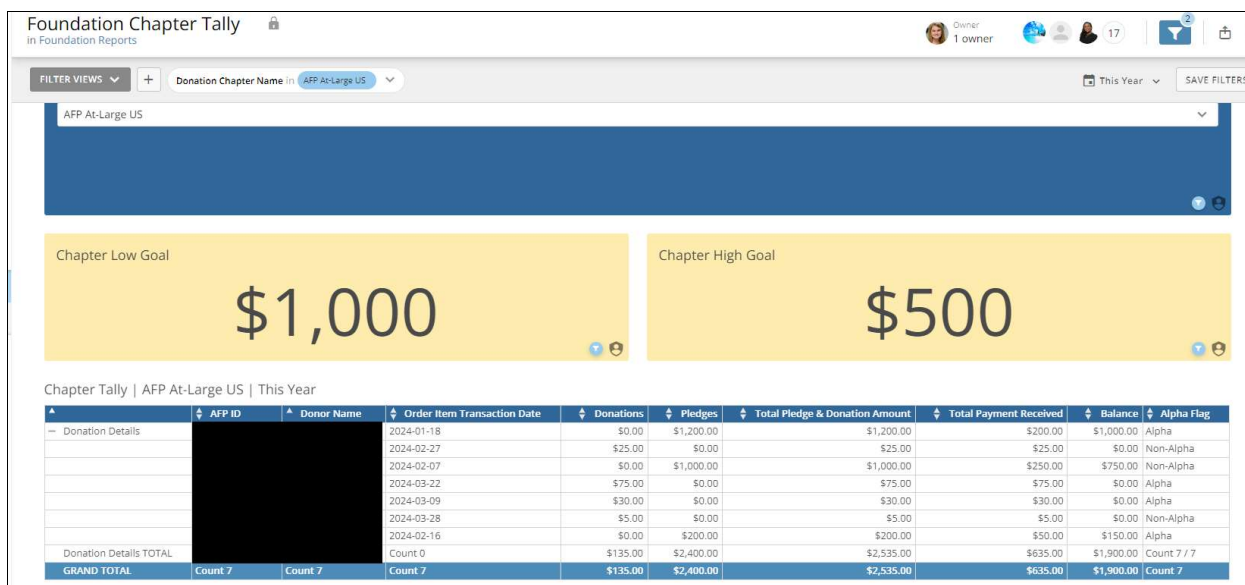 Foundation Chapter Tally
in Foundation Reports
Owner
1 owner
17
2
FILTER VIEWS
+
Donation Chapter Name in AFP At-Large US
This Year
SAVE FILTERS
AFP At-Large US
Chapter Low Goal
$1,000
Chapter High Goal
$500
Chapter Tally | AFP At-Large US | This Year
AFP ID Donor Name Order Item Transaction Date Donations Pledges Total Pledge & Donation Amount Total Payment Received Balance Alpha Flag
− Donation Details 2024-01-18 $0.00 $1,200.00 $1,200.00 $200.00 $1,000.00 Alpha
2024-02-27 $25.00 $0.00 $25.00 $25.00 $0.00 Non-Alpha
2024-02-07 $0.00 $1,000.00 $1,000.00 $250.00 $750.00 Non-Alpha
2024-03-22 $75.00 $0.00 $75.00 $75.00 $0.00 Alpha
2024-03-09 $30.00 $0.00 $30.00 $30.00 $0.00 Alpha
2024-03-28 $5.00 $0.00 $5.00 $5.00 $0.00 Non-Alpha
2024-02-16 $0.00 $200.00 $200.00 $50.00 $150.00 Alpha
Donation Details TOTAL Count 0 $135.00 $2,400.00 $2,535.00 $635.00 $1,900.00 Count 7 / 7
GRAND TOTAL Count 7 Count 7 Count 7 $135.00 $2,400.00 $2,535.00 $635.00 $1,900.00 Count 7